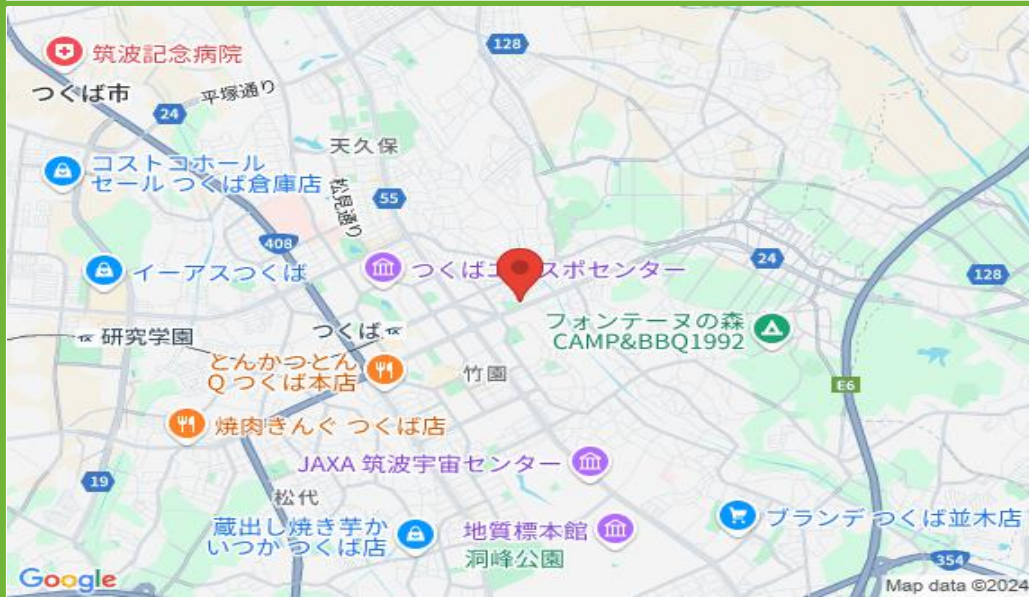 128
筑波記念病院
つくば市
平塚通り
24
天久保
コストコホール
セール つくば倉庫店
55
松見通り
408
24
つくばエ
スポセンター
128
イーアスつくば
フォンテーヌの森
CAMP&BBQ1992
つくば
研究学園
とんかつとん
Q つくば本店
竹園
E6
焼肉きんぐ つくば店
JAXA 筑波宇宙センター
19
松代
蔵出し焼き芋か
いつか つくば店
地質標本館
洞峰公園
ブランデ つくば並木店
354
Google
Map data ©2024